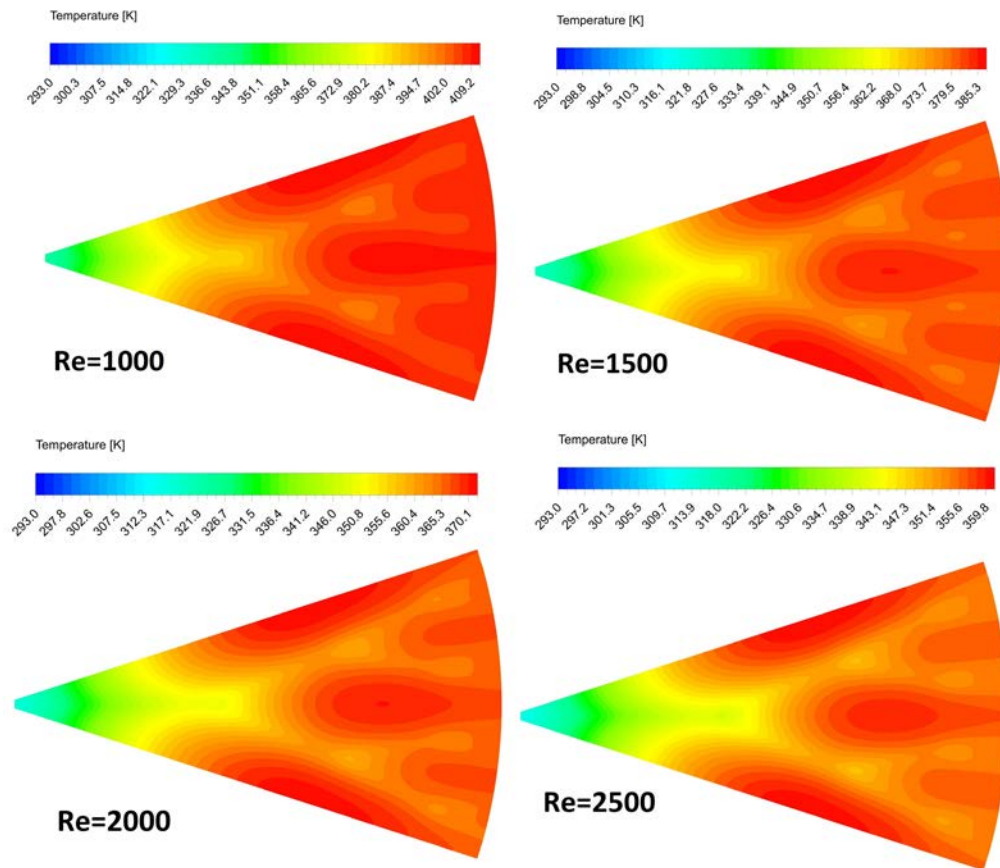 Temperature [K]
293.0 300.3 307.5 314.8 322.1 329.3 336.6 343.8 351.1 358.4 365.6 372.9 380.2 387.4 394.7 402.0 409.2
Re=1000
Temperature [K]
293.0 298.8 304.5 310.3 316.1 321.8 327.6 333.4 339.1 344.9 350.7 356.4 362.2 368.0 373.7 379.5 385.3
Re=1500
Temperature [K]
293.0 297.8 302.6 307.5 312.3 317.1 321.9 326.7 331.5 336.4 341.2 346.0 350.8 355.6 360.4 365.3 370.1
Re=2000
Temperature [K]
293.0 297.2 301.3 305.5 309.7 313.9 318.0 322.2 326.4 330.6 334.7 338.9 343.1 347.3 351.4 355.6 359.8
Re=2500